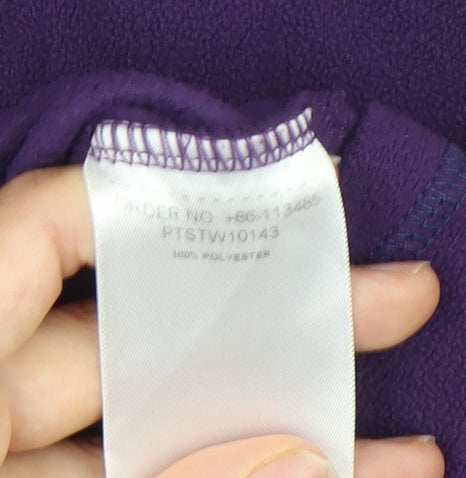 ORDER NO +86-113485
PTSTW10143
100% POLYESTER